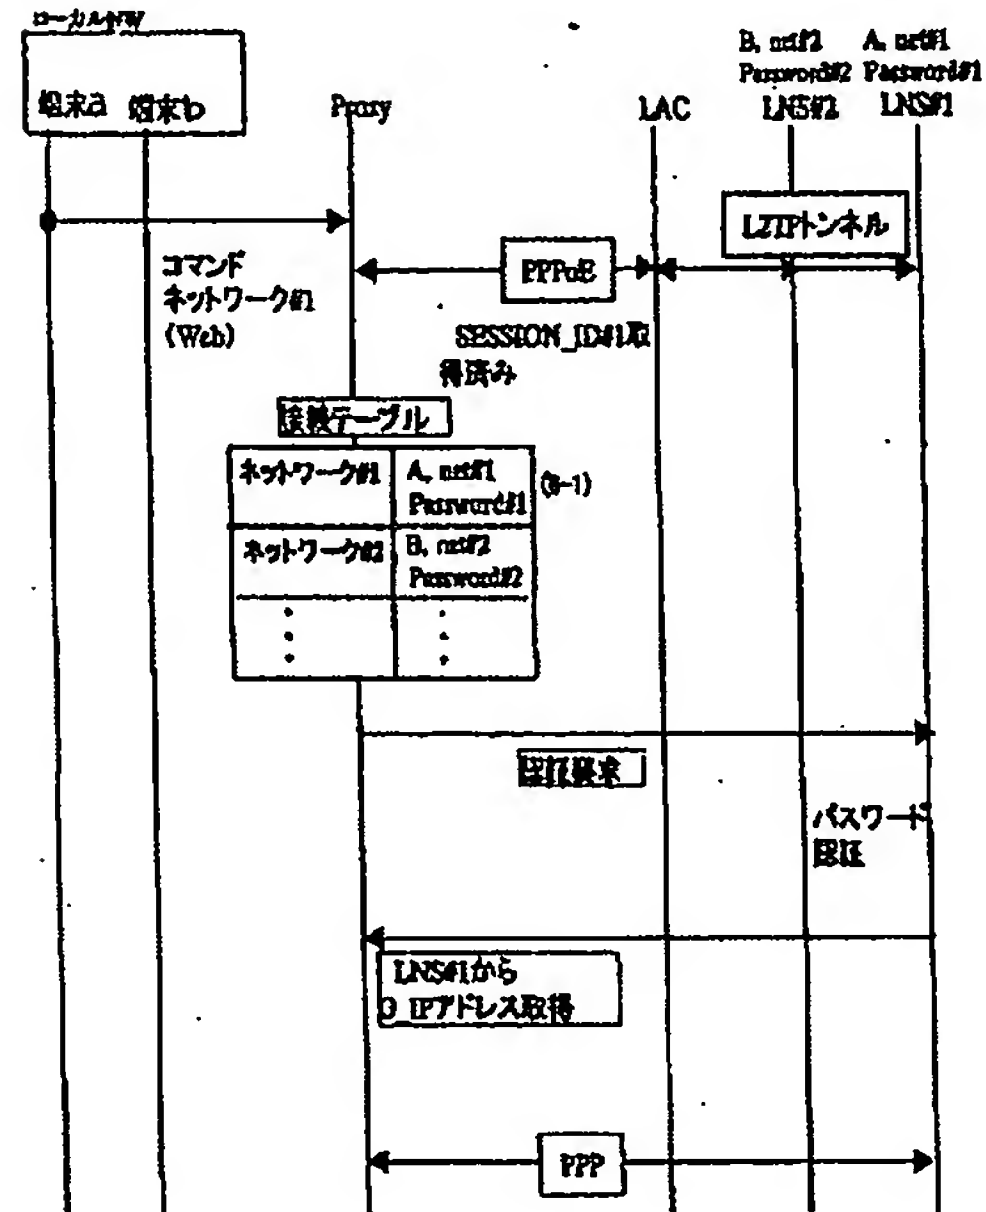 ローカルNW
B, net#2 A, net#1
Password#2 Password#1
端末a 端末b Proxy LAC LNS#2 LNS#1
L2TPトンネル
PPPoE
コマンド
ネットワーク#1
(Web)
SESSION_ID#1取
得済み
接続テーブル
ネットワーク#1 A, net#1
Password#1
ネットワーク#2 B, net#2
Password#2
認証要求
パスワード
認証
LNS#1から
IPアドレス取得
PPP